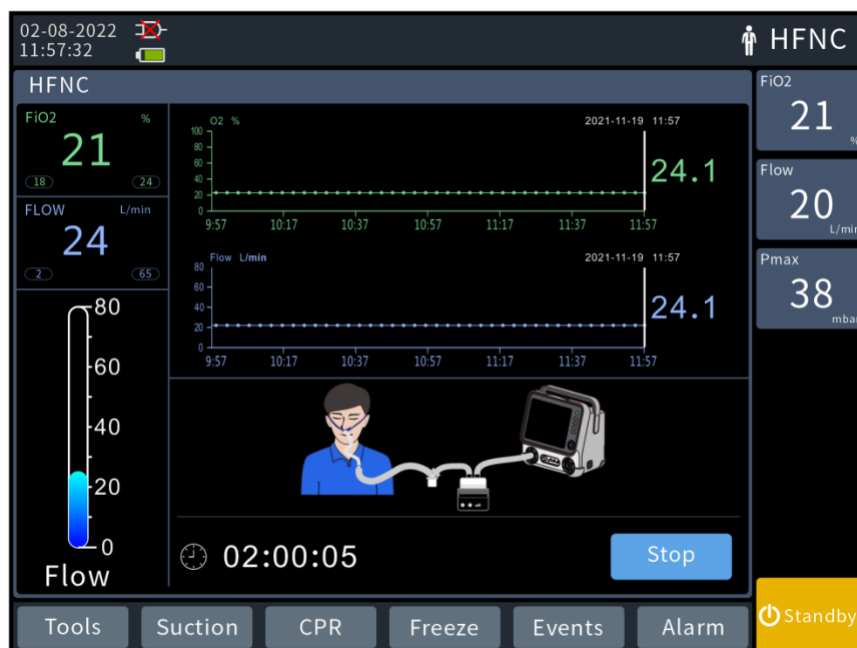 02-08-2022
11:57:32
HFNC
HFNC
FiO2 %
21
18 24
FLOW L/min
24
2 65
80
60
40
20
0
Flow
O2 % 2021-11-19 11:57
100
80
60
40
20
0
24.1
9:57 10:17 10:37 10:57 11:17 11:37 11:57
Flow L/min 2021-11-19 11:57
80
60
40
20
0
24.1
9:57 10:17 10:37 10:57 11:17 11:37 11:57
02:00:05
Stop
FiO2
21
%
Flow
20
L/min
Pmax
38
mbar
Tools Suction CPR Freeze Events Alarm
Standby